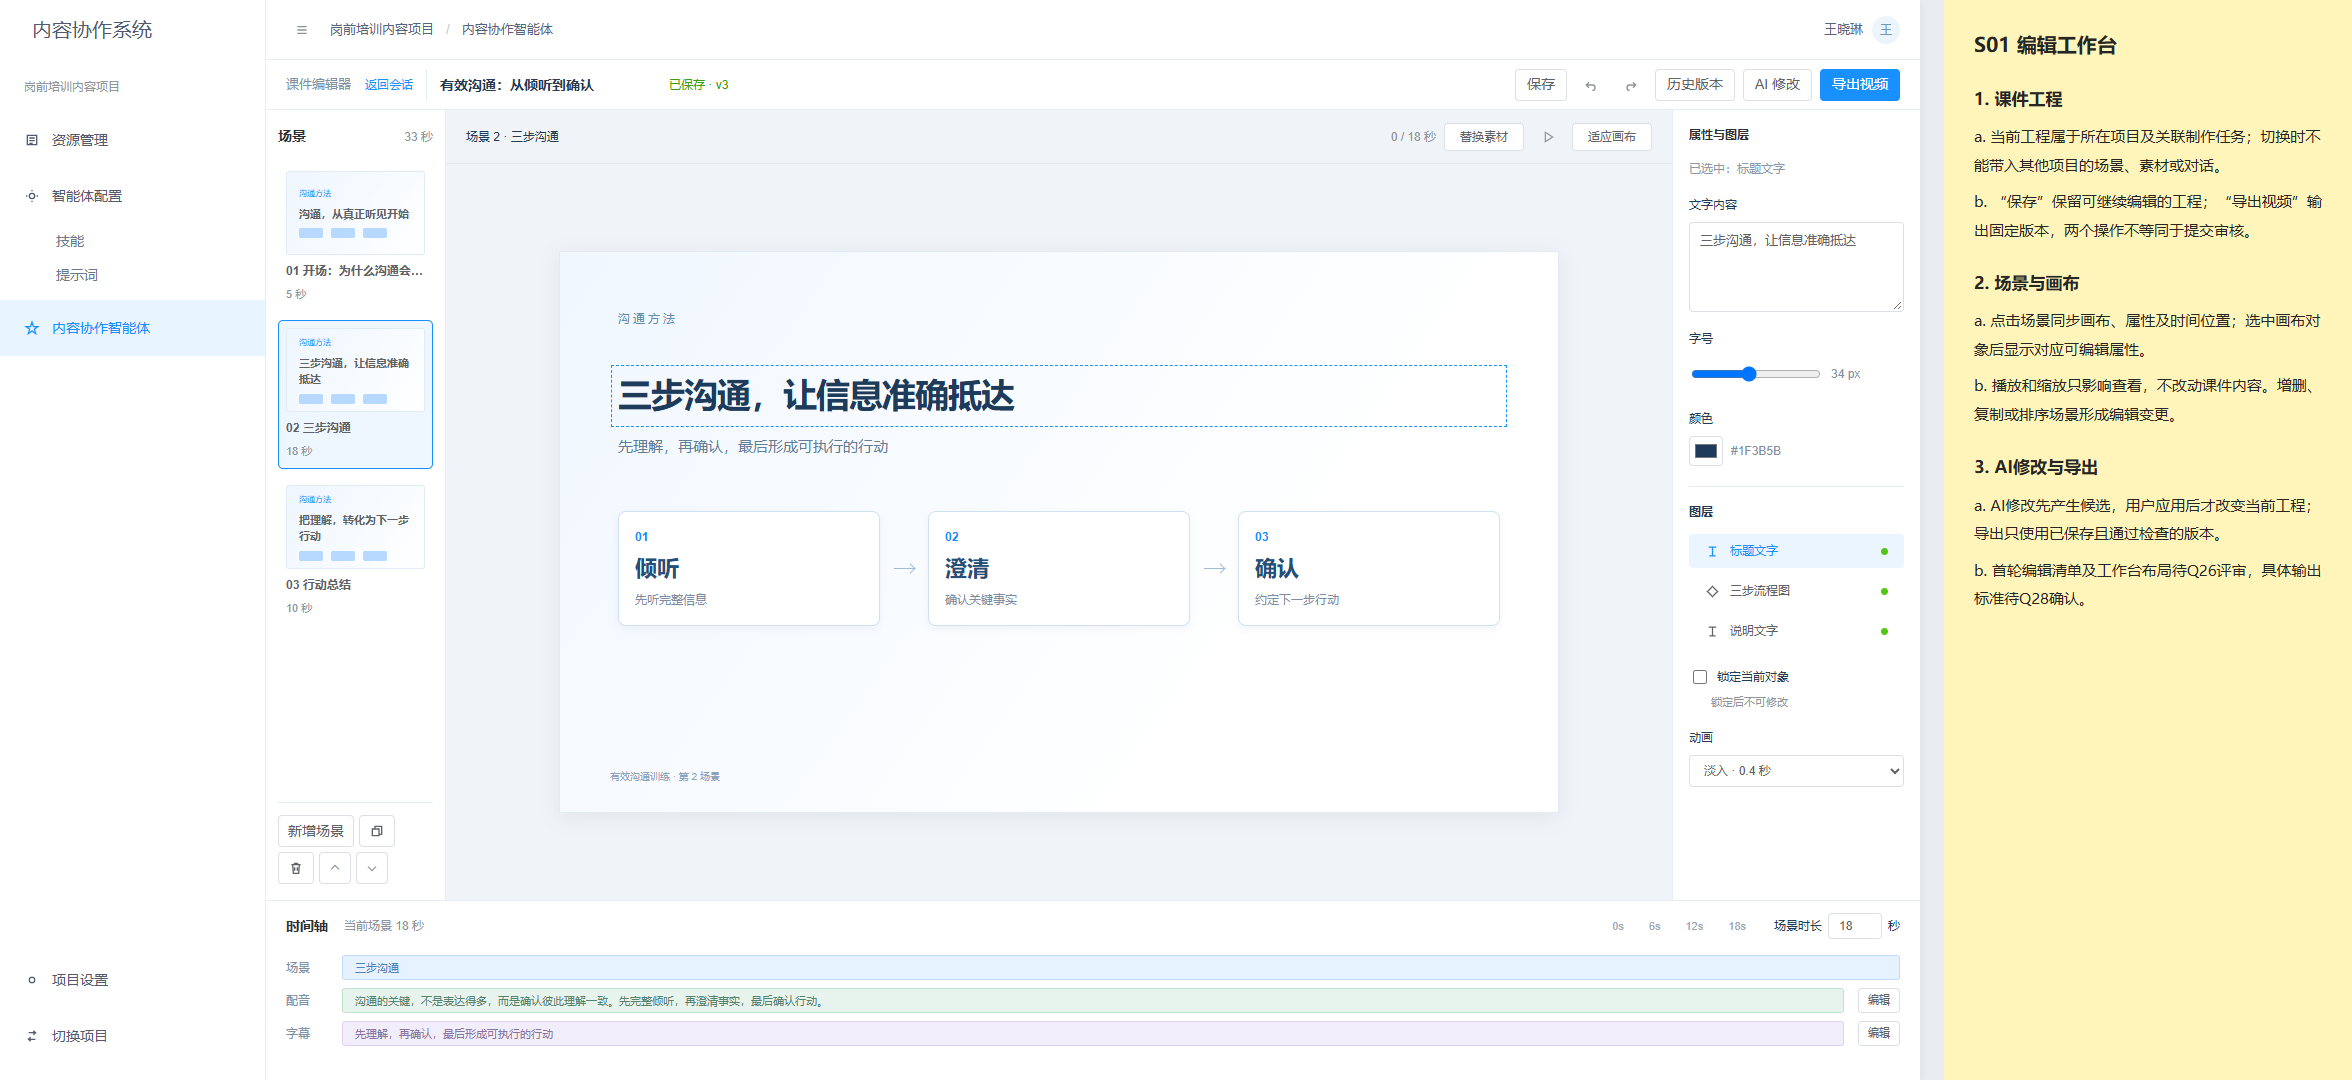 内容协作系统
岗前培训内容项目
资源管理
智能体配置
技能
提示词
内容协作智能体
项目设置
切换项目
岗前培训内容项目 / 内容协作智能体
王晓琳 王
课件编辑器 返回会话 有效沟通：从倾听到确认 已保存 · v3
保存 历史版本 AI 修改 导出视频
场景 33 秒
沟通方法
沟通，从真正听见开始
01 开场：为什么沟通会...
5 秒
沟通方法
三步沟通，让信息准确
抵达
02 三步沟通
18 秒
沟通方法
把理解，转化为下一步
行动
03 行动总结
10 秒
新增场景
场景 2 · 三步沟通 0 / 18 秒 替换素材 适应画布
沟通方法
三步沟通，让信息准确抵达
先理解，再确认，最后形成可执行的行动
01
倾听
先听完整信息
02
澄清
确认关键事实
03
确认
约定下一步行动
有效沟通训练 · 第 2 场景
属性与图层
已选中：标题文字
文字内容
三步沟通，让信息准确抵达
字号
34 px
颜色
#1F3B5B
图层
标题文字
三步流程图
说明文字
锁定当前对象
锁定后不可修改
动画
淡入 · 0.4 秒
时间轴 当前场景 18 秒 0s 6s 12s 18s 场景时长 18 秒
场景 三步沟通
配音 沟通的关键，不是表达得多，而是确认彼此理解一致。先完整倾听，再澄清事实，最后确认行动。 编辑
字幕 先理解，再确认，最后形成可执行的行动 编辑
S01 编辑工作台
1. 课件工程
a. 当前工程属于所在项目及关联制作任务；切换时不
能带入其他项目的场景、素材或对话。
b. “保存”保留可继续编辑的工程；“导出视频”输
出固定版本，两个操作不等同于提交审核。
2. 场景与画布
a. 点击场景同步画布、属性及时间位置；选中画布对
象后显示对应可编辑属性。
b. 播放和缩放只影响查看，不改动课件内容。增删、
复制或排序场景形成编辑变更。
3. AI修改与导出
a. AI修改先产生候选，用户应用后才改变当前工程；
导出只使用已保存且通过检查的版本。
b. 首轮编辑清单及工作台布局待Q26评审，具体输出
标准待Q28确认。